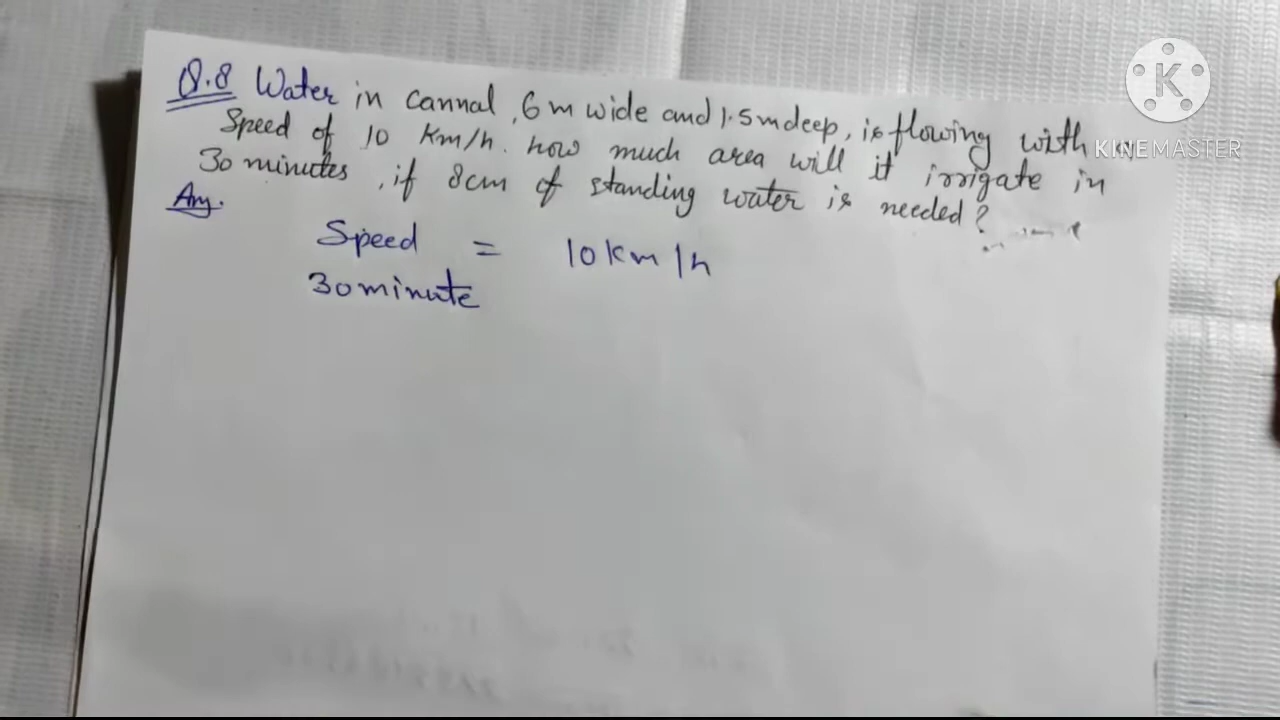 Q.8 Water in cannal, 6 m wide and 1.5 m deep, is flowing with a
Speed of 10 Km/h. how much area will it irrigate in
30 minutes, if 8cm of standing water is needed?
Ans.
Speed = 10 km/h
30 minute
K
KINEMASTER